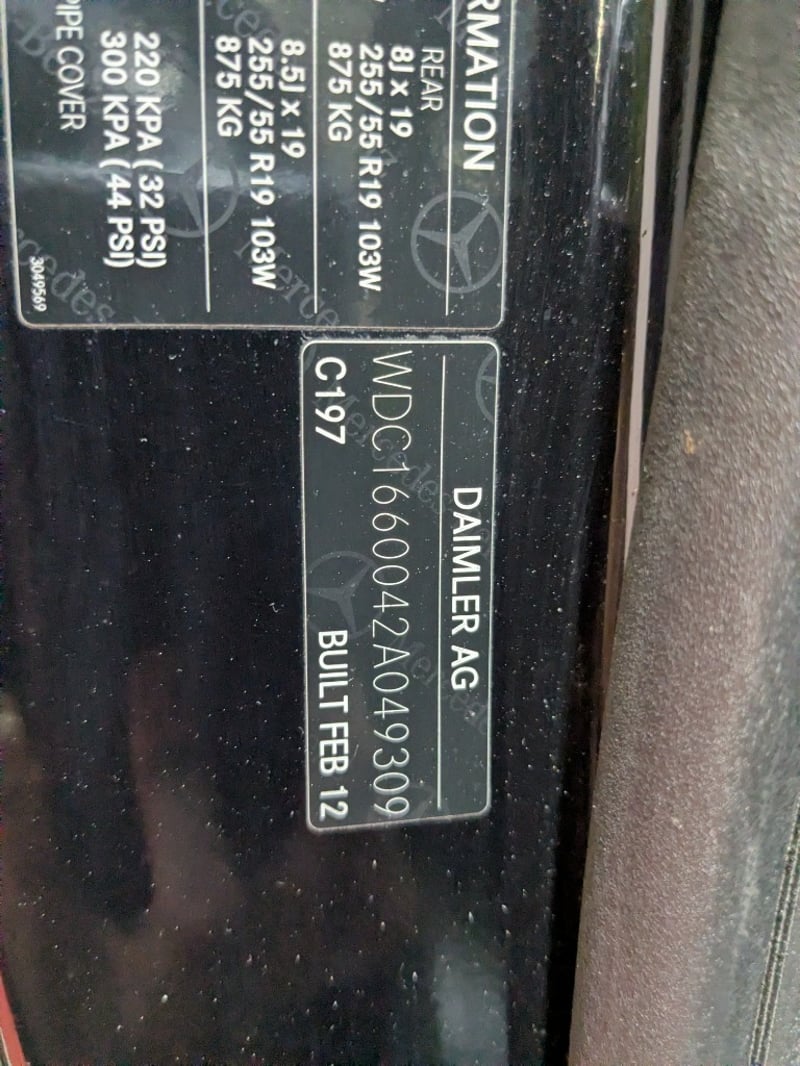 RMATION
REAR
8J x 19
255/55 R19 103W
875 KG
8.5J x 19
255/55 R19 103W
875 KG
220 KPA ( 32 PSI)
300 KPA ( 44 PSI)
PIPE COVER
3049569
DAIMLER AG
WDC1660042A049309
C197 BUILT FEB 12